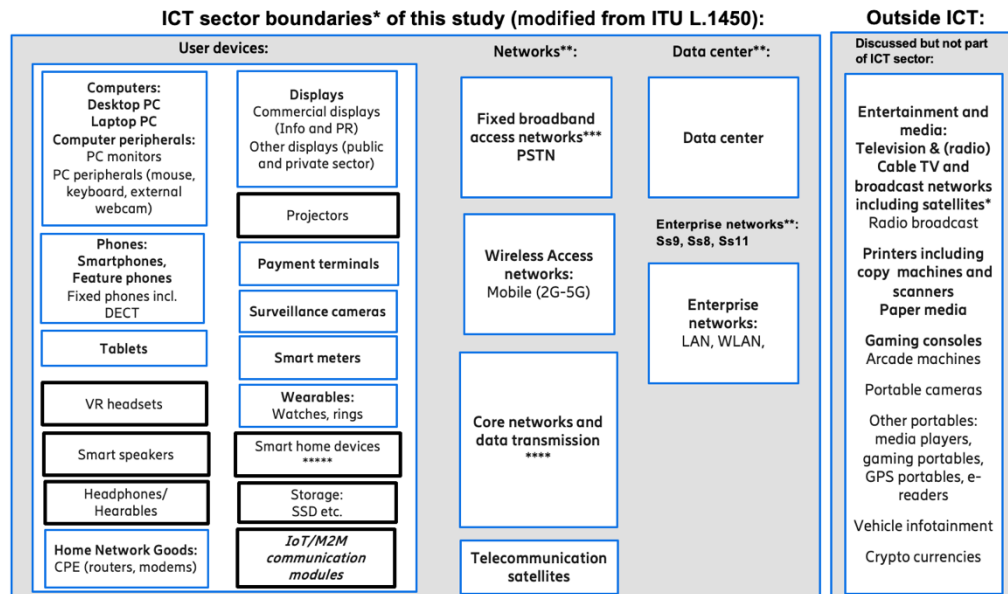 ICT sector boundaries* of this study (modified from ITU L.1450):
Outside ICT:
User devices:
Networks**:
Data center**:
Discussed but not part
of ICT sector:
Computers:
Desktop PC
Laptop PC
Computer peripherals:
PC monitors
PC peripherals (mouse,
keyboard, external
webcam)
Phones:
Smartphones,
Feature phones
Fixed phones incl.
DECT
Tablets
VR headsets
Smart speakers
Headphones/
Hearables
Home Network Goods:
CPE (routers, modems)
Displays
Commercial displays
(Info and PR)
Other displays (public
and private sector)
Projectors
Payment terminals
Surveillance cameras
Smart meters
Wearables:
Watches, rings
Smart home devices
*****
Storage:
SSD etc.
IoT/M2M
communication
modules
Fixed broadband
access networks***
PSTN
Wireless Access
networks:
Mobile (2G-5G)
Core networks and
data transmission
****
Telecommunication
satellites
Data center
Enterprise networks**:
Ss9, Ss8, Ss11
Enterprise
networks:
LAN, WLAN,
Entertainment and
media:
Television & (radio)
Cable TV and
broadcast networks
including satellites*
Radio broadcast
Printers including
copy machines and
scanners
Paper media
Gaming consoles
Arcade machines
Portable cameras
Other portables:
media players,
gaming portables,
GPS portables, e-
readers
Vehicle infotainment
Crypto currencies